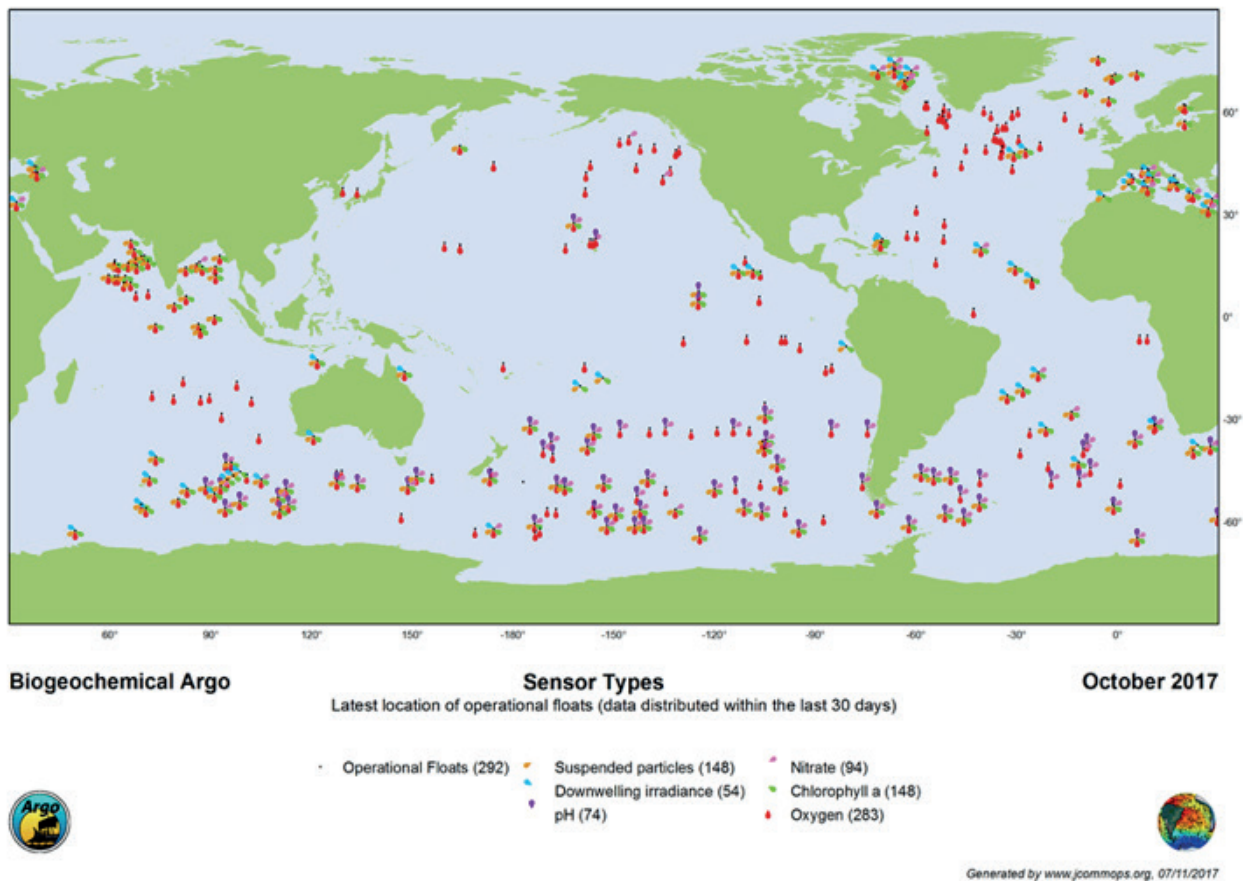 60°
30°
0°
-30°
-60°
60° 90° 120° 150° -180° -150° -120° -90° -60° -30° 0°
Biogeochemical Argo Sensor Types October 2017
Latest location of operational floats (data distributed within the last 30 days)
Operational Floats (292) Suspended particles (148) Nitrate (94)
Downwelling irradiance (54) Chlorophyll a (148)
pH (74) Oxygen (283)
Argo
Generated by www.jcommops.org, 07/11/2017